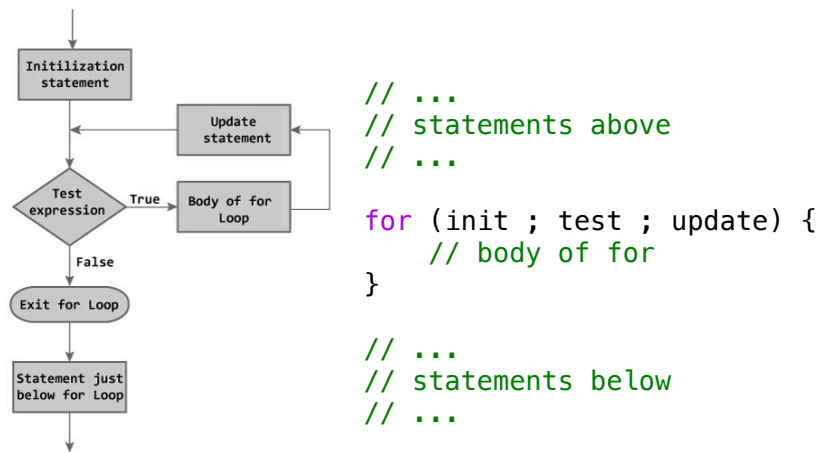 Initilization
statement
Update
statement
Test
expression
True
Body of for
Loop
False
Exit for Loop
Statement just
below for Loop
// ...
// statements above
// ...
for (init ; test ; update) {
// body of for
}
// ...
// statements below
// ...